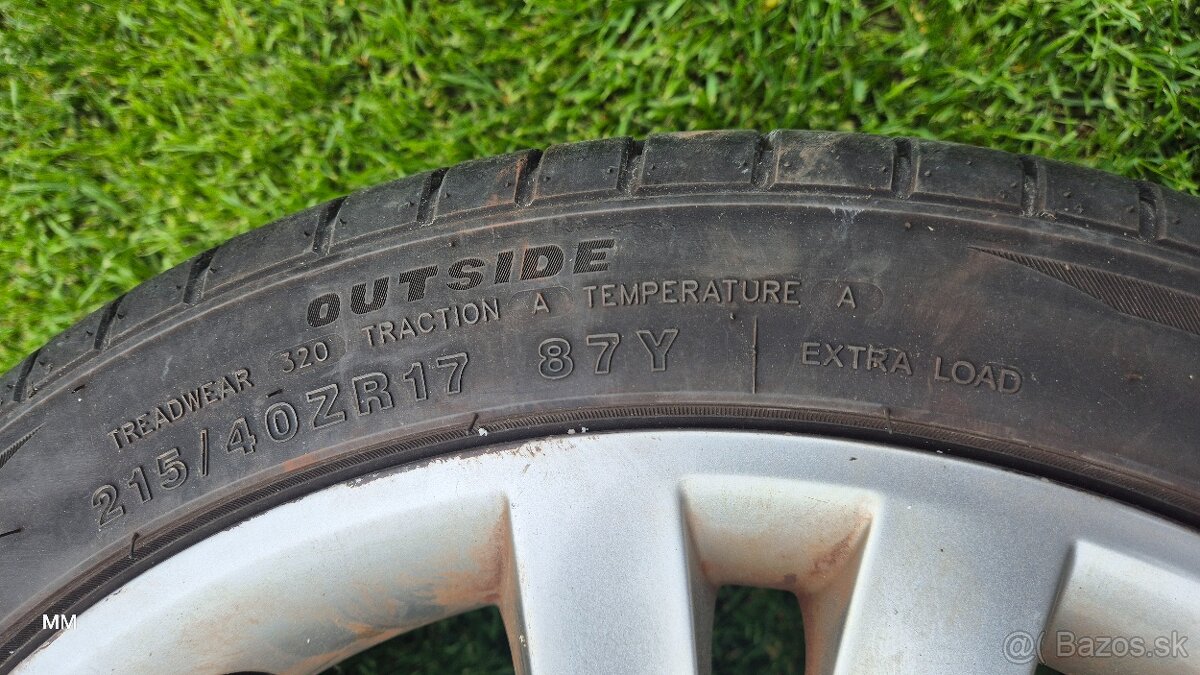 OUTSIDE
TREADWEAR 320 TRACTION A TEMPERATURE A
215/40ZR17 87Y EXTRA LOAD
MM
@ Bazos.sk